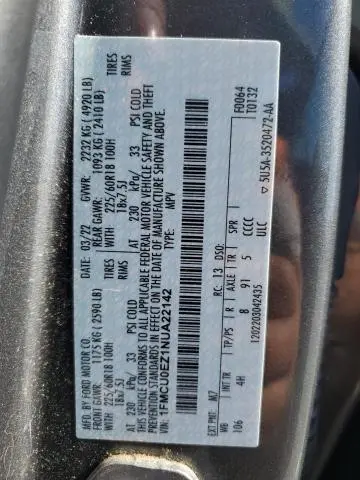 MFD. BY FORD MOTOR CO.
DATE: 03/22 GVWR: 2232 KG ( 4920 LB)
FRONT GAWR: 1175 KG ( 2590 LB) REAR GAWR: 1093 KG ( 2410 LB)
WITH 225/60R18 100H TIRES WITH 225/60R18 100H TIRES
18x7.5J RIMS 18x7.5J RIMS
AT 230 kPa/ 33 PSI COLD AT 230 kPa/ 33 PSI COLD
THIS VEHICLE CONFORMS TO ALL APPLICABLE FEDERAL MOTOR VEHICLE SAFETY AND THEFT
PREVENTION STANDARDS IN EFFECT ON THE DATE OF MANUFACTURE SHOWN ABOVE.
VIN: 1FMCU0EZ1NUA22142
TYPE: MPV
F0064
T0132
EXT PNT: M7 RC: 13 DSO:
WB INT TR TP/PS R AXLE TR SPR
106 4H 8 91 5 CCCC
UTC
1202203042435 ▽ 5U5A-3520472-AA